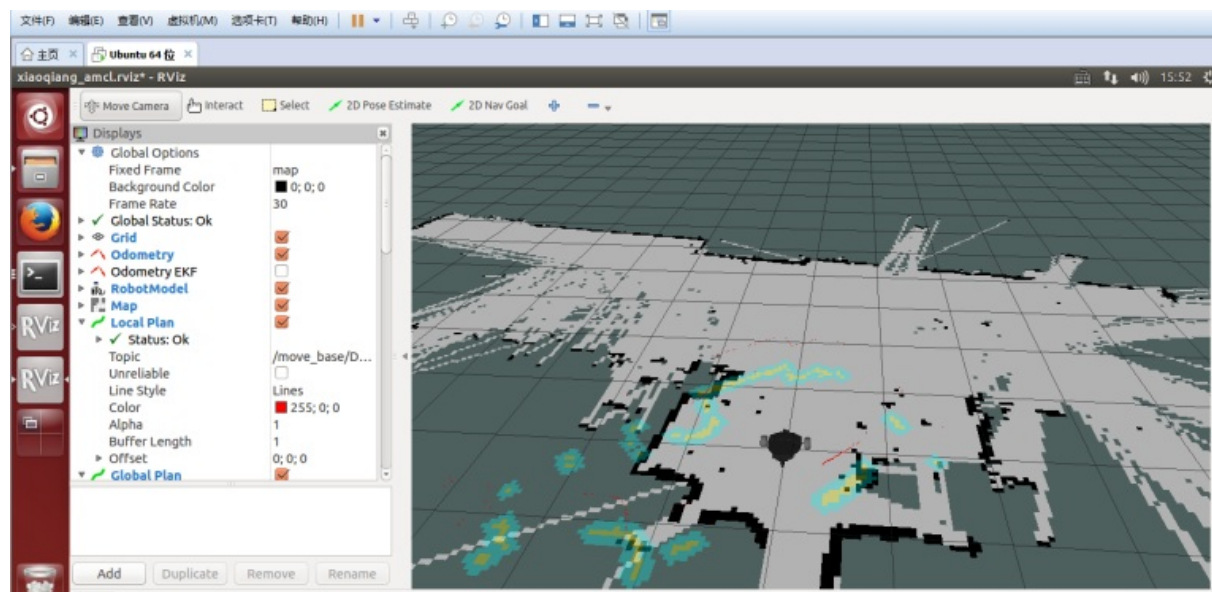 文件(F) 编辑(E) 查看(V) 虚拟机(M) 选项卡(T) 帮助(H)
主页 Ubuntu 64 位
xiaoqiang_amcl.rviz* - RViz 15:52
Move Camera Interact Select 2D Pose Estimate 2D Nav Goal
Displays
Global Options
Fixed Frame map
Background Color 0; 0; 0
Frame Rate 30
Global Status: Ok
Grid
Odometry
Odometry EKF
RobotModel
Map
Local Plan
Status: Ok
Topic /move_base/D...
Unreliable
Line Style Lines
Color 255; 0; 0
Alpha 1
Buffer Length 1
Offset 0; 0; 0
Global Plan
RViz
RViz
Add Duplicate Remove Rename